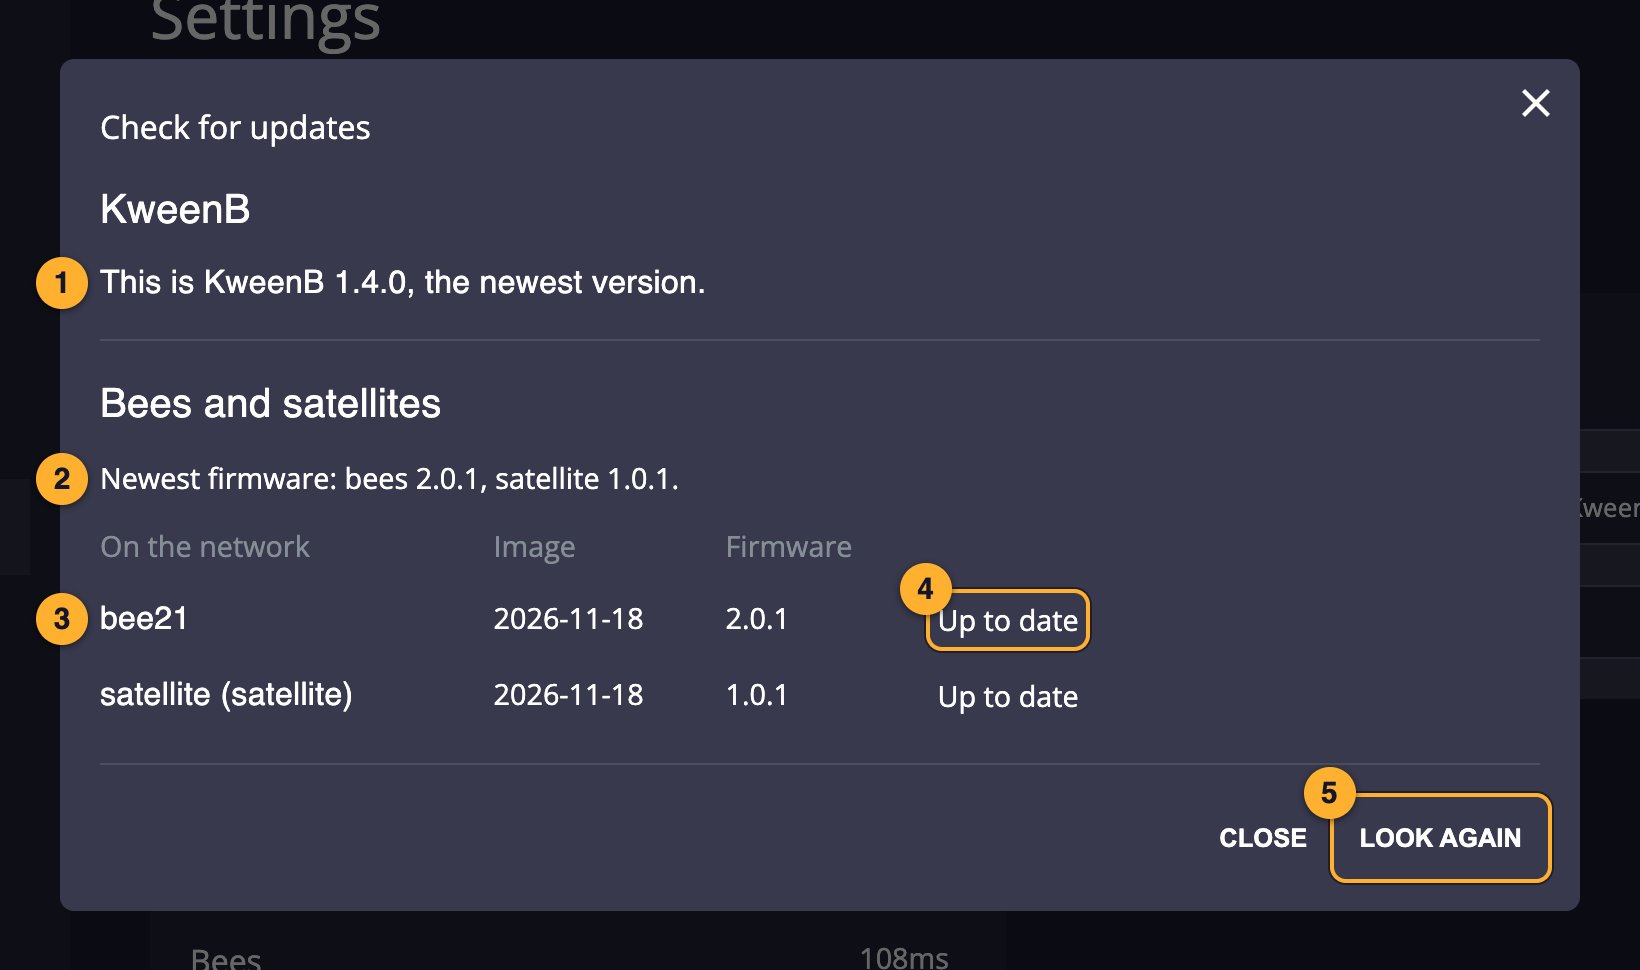 Settings
Check for updates
KweenB
1 This is KweenB 1.4.0, the newest version.
Bees and satellites
2 Newest firmware: bees 2.0.1, satellite 1.0.1.
On the network Image Firmware
3 bee21 2026-11-18 2.0.1 4 Up to date
satellite (satellite) 2026-11-18 1.0.1 Up to date
5
CLOSE LOOK AGAIN
Bees 108ms